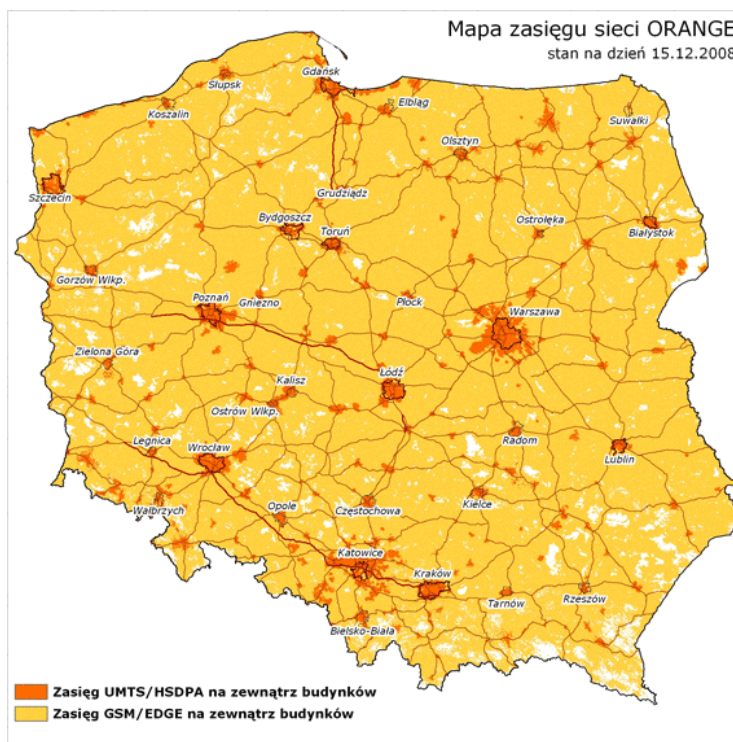 Mapa zasięgu sieci ORANGE
stan na dzień 15.12.2008
Gdańsk
Słupsk
Elbląg
Koszalin
Suwałki
Olsztyn
Grudziądz
Szczecin
Bydgoszcz
Ostrołęka
Toruń
Białystok
Gorzów Wlkp.
Poznań
Gniezno
Płock
Warszawa
Zielona Góra
Łódź
Kalisz
Ostrów Wlkp.
Legnica
Wrocław
Radom
Lublin
Wałbrzych
Opole
Częstochowa
Kielce
Katowice
Kraków
Tarnów
Rzeszów
Bielsko-Biała
Zasięg UMTS/HSDPA na zewnątrz budynków
Zasięg GSM/EDGE na zewnątrz budynków